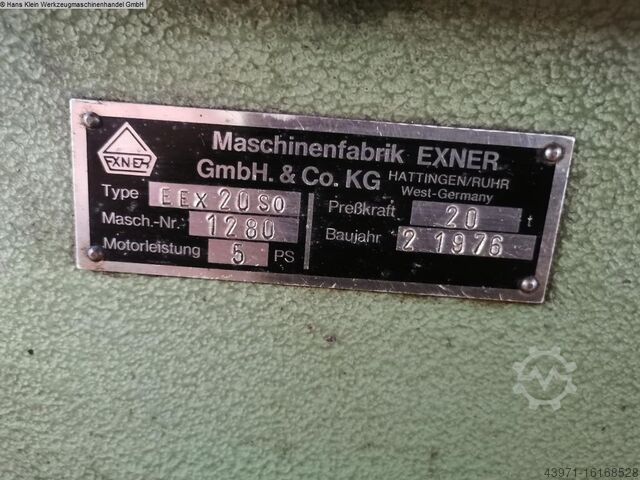 © Hans Klein Werkzeugmaschinenhandel GmbH
EXNER
Maschinenfabrik EXNER
GmbH. & Co. KG HATTINGEN/RUHR
West-Germany
Type EEX 20 SO
Preßkraft 20 t
Masch.-Nr. 1280
Baujahr 2 1976
Motorleistung 5 PS
43971-16168528